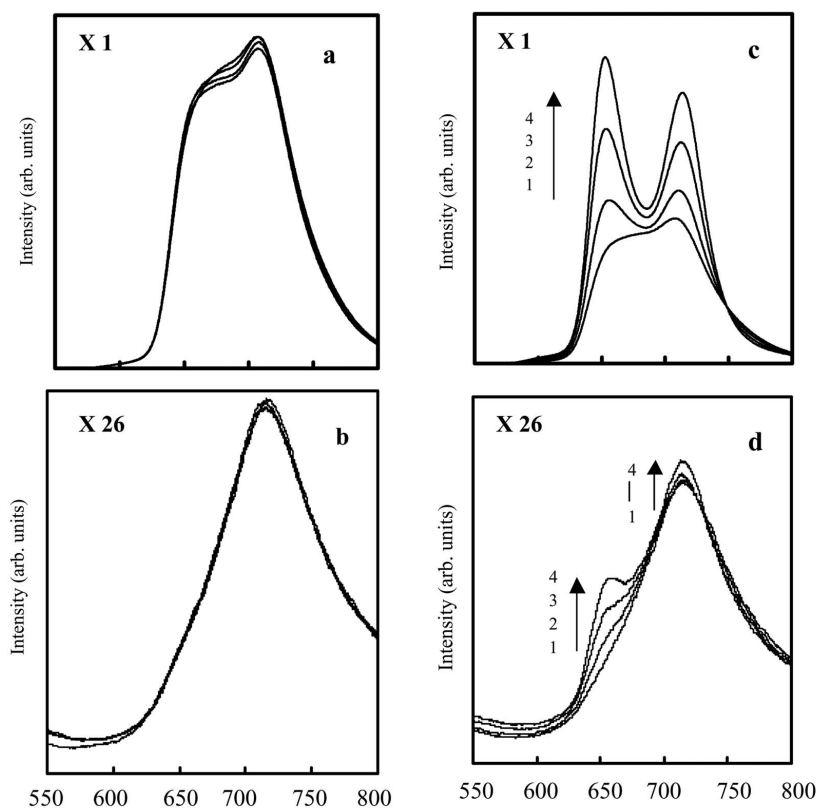 X 1
a
Intensity (arb. units)
X 1
c
4
3
2
1
Intensity (arb. units)
X 26
b
Intensity (arb. units)
550 600 650 700 750 800
X 26
d
4
1
4
3
2
1
Intensity (arb. units)
550 600 650 700 750 800